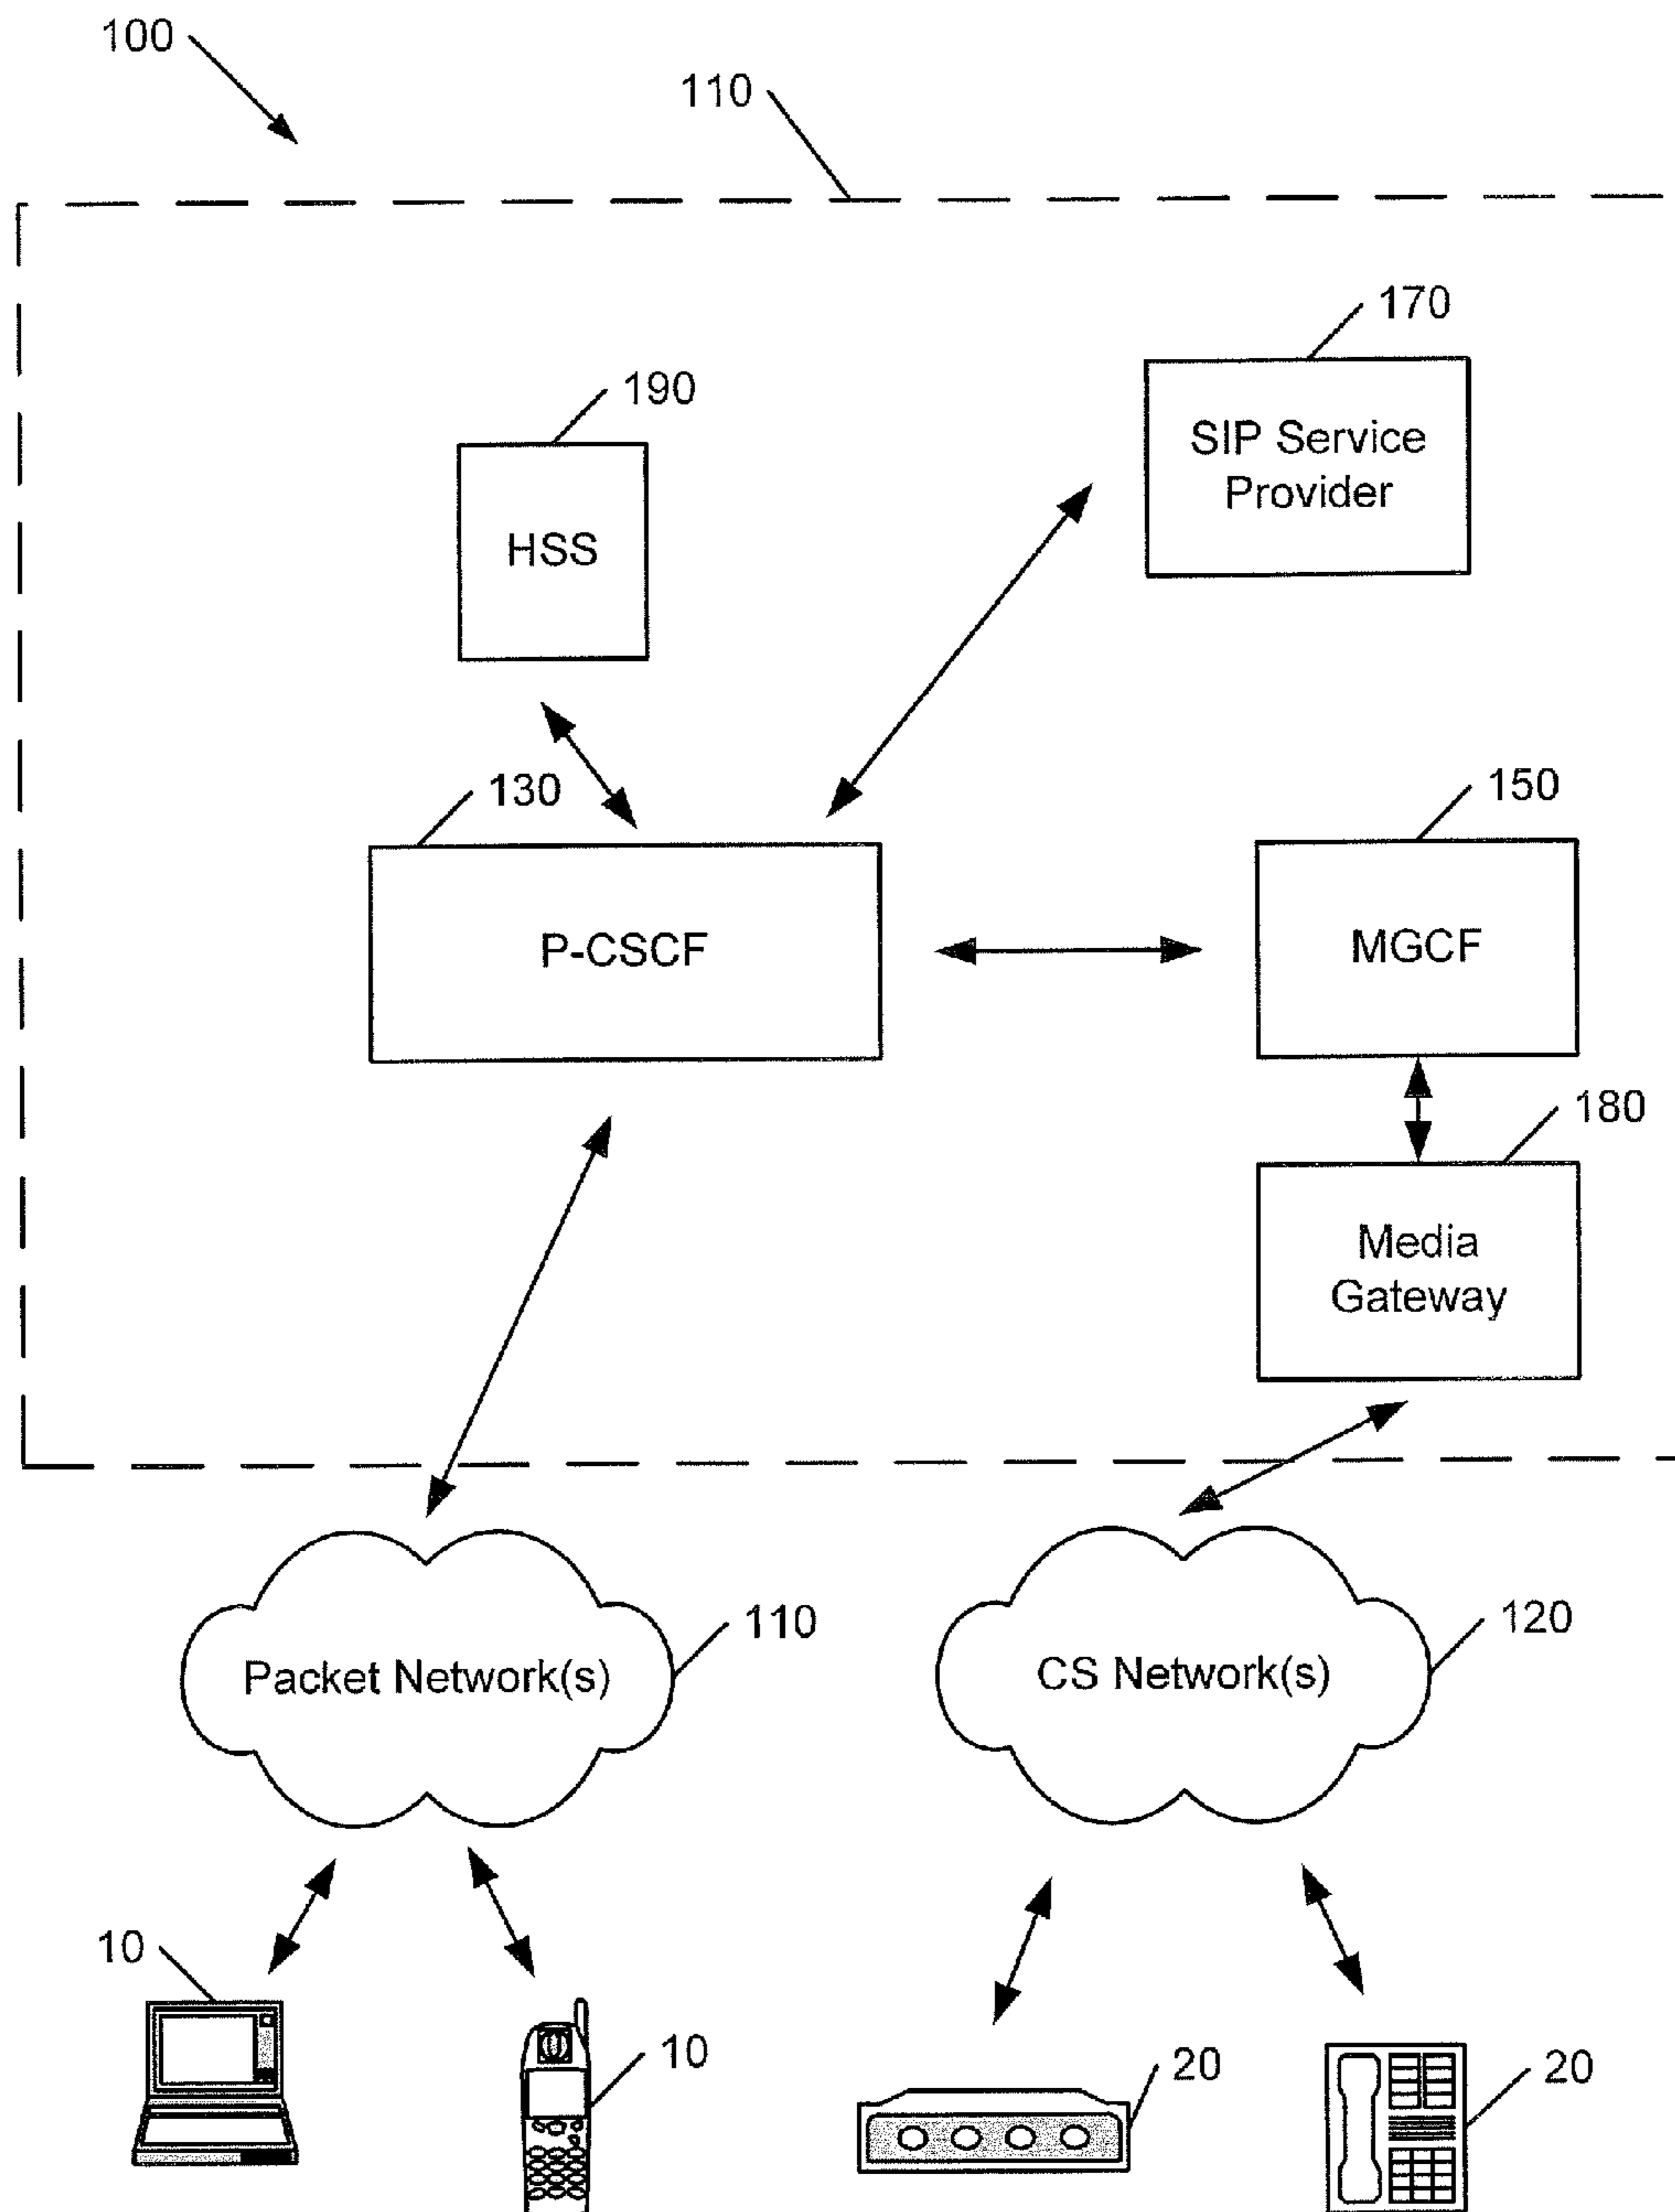 100
110
170
SIP Service
Provider
190
HSS
130
P-CSCF
150
MGCF
180
Media
Gateway
110
Packet Network(s)
120
CS Network(s)
10
10
20
20